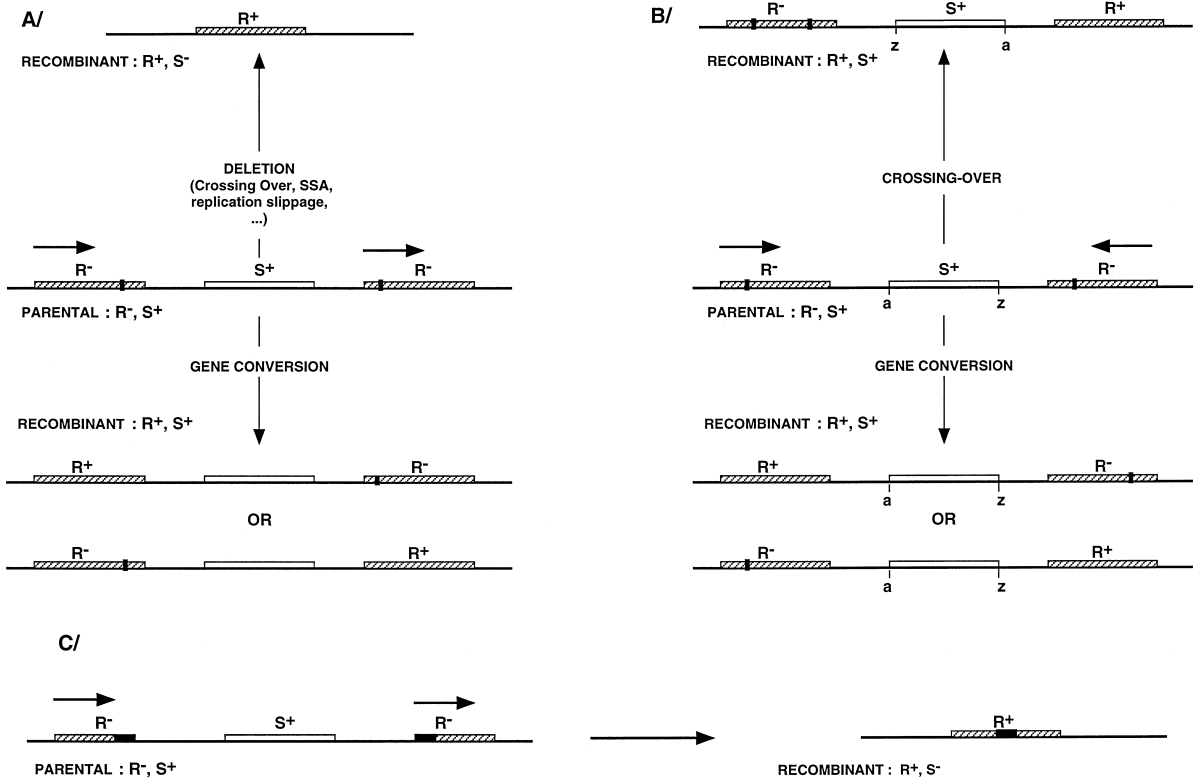 A/
R+
RECOMBINANT : R+, S-
DELETION
(Crossing Over, SSA,
replication slippage,
...)
R- S+ R-
PARENTAL : R-, S+
GENE CONVERSION
RECOMBINANT : R+, S+
R+ R-
OR
R- R+
B/
R- S+ R+
z a
RECOMBINANT : R+, S+
CROSSING-OVER
R- S+ R-
a z
PARENTAL : R-, S+
GENE CONVERSION
RECOMBINANT : R+, S+
R+ R-
a z
OR
R- R+
a z
C/
R- S+ R-
PARENTAL : R-, S+
R+
RECOMBINANT : R+, S-